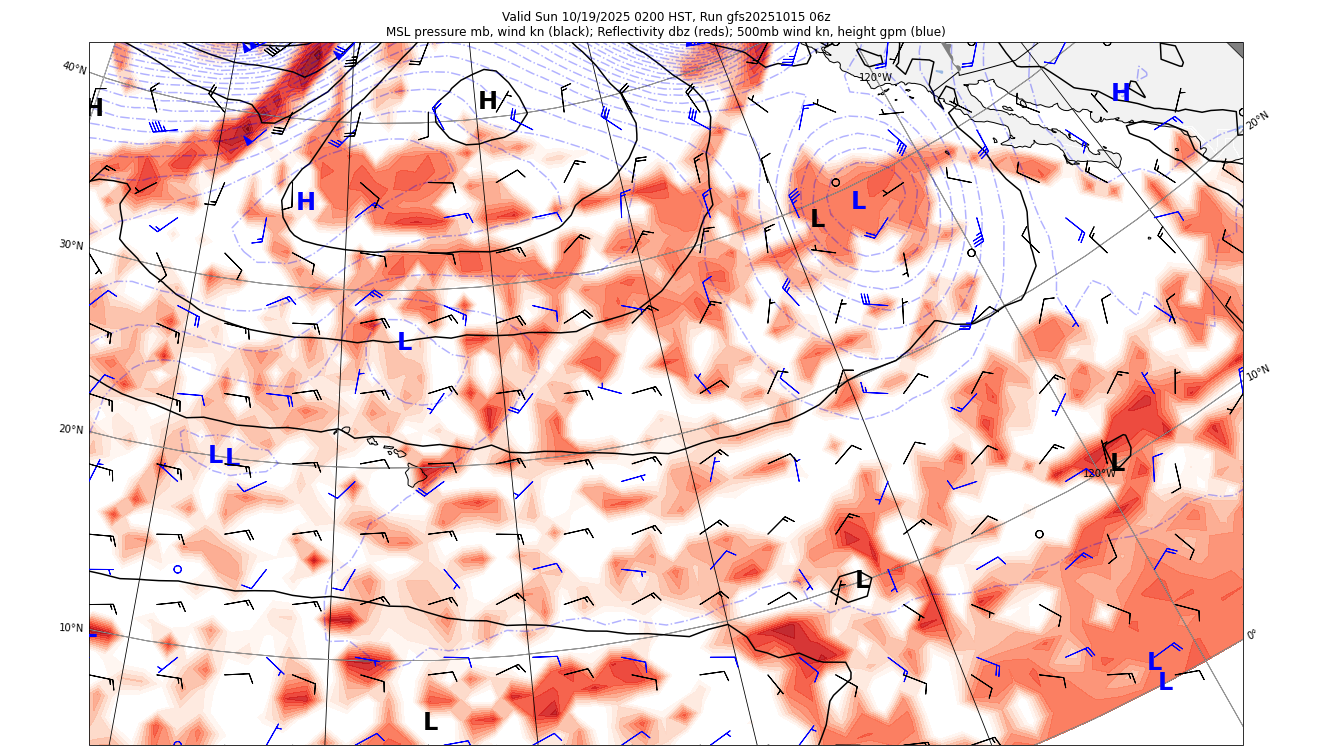 Valid Sun 10/19/2025 0200 HST, Run gfs20251015 06z
MSL pressure mb, wind kn (black); Reflectivity dbz (reds); 500mb wind kn, height gpm (blue)
40°N
120°W
H
H
H
20°N
H
L
L
30°N
L
10°N
20°N
L L
L
120°W
L
10°N
0°
L
L
L